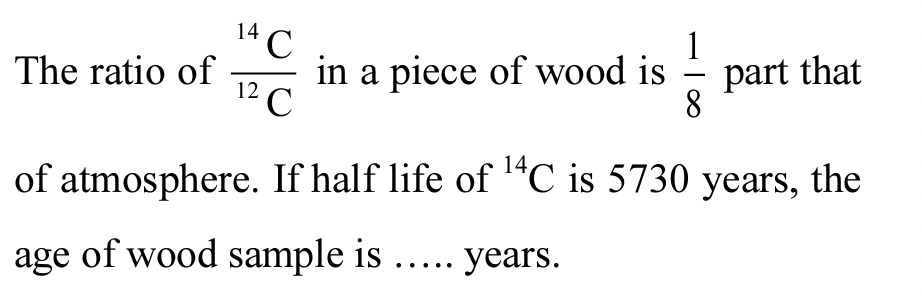 The ratio of ¹⁴C/¹²C in a piece of wood is 1/8 part that
of atmosphere. If half life of ¹⁴C is 5730 years, the
age of wood sample is ..... years.